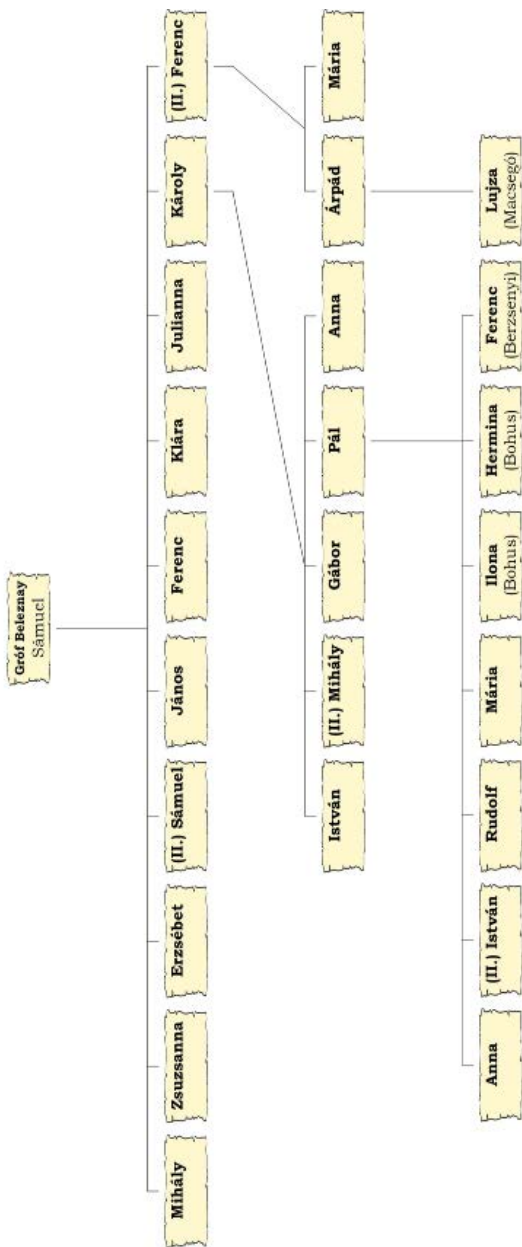 Gróf Beleznay
Sámuel
Mihály
Zsuzsanna
Erzsébet
(II.) Sámuel
János
Ferenc
Klára
Julianna
Károly
(II.) Ferenc
István
(II.) Mihály
Gábor
Pál
Anna
Árpád
Mária
Anna
(II.) István
Rudolf
Mária
Ilona
(Bohus)
Hermina
(Bohus)
Ferenc
(Berzsenyi)
Lujza
(Macsegó)